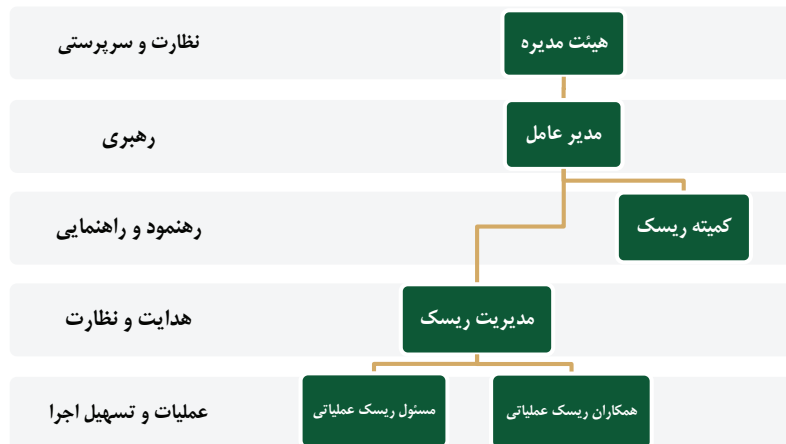 هیئت مدیره
نظارت و سرپرستی
مدیر عامل
رهبری
کمیته ریسک
رهنمود و راهنمایی
مدیریت ریسک
هدایت و نظارت
همکاران ریسک عملیاتی
مسئول ریسک عملیاتی
عملیات و تسهیل اجرا